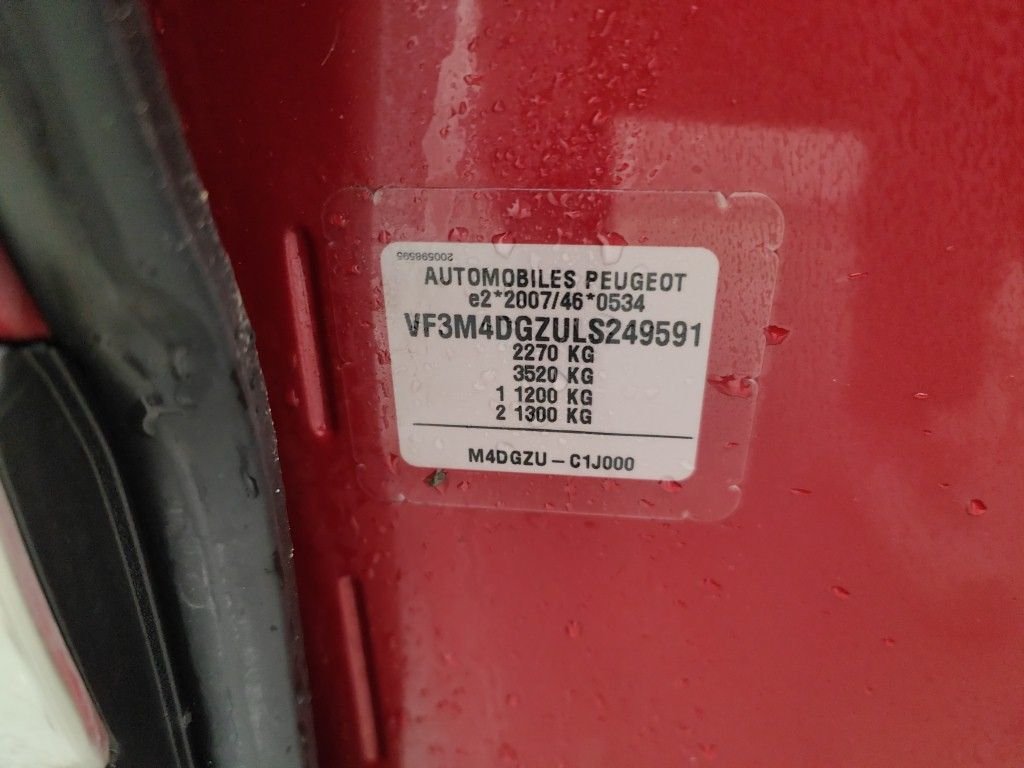 200598595
AUTOMOBILES PEUGEOT
e2*2007/46*0534
VF3M4DGZULS249591
2270 KG
3520 KG
1 1200 KG
2 1300 KG
M4DGZU - C1J000